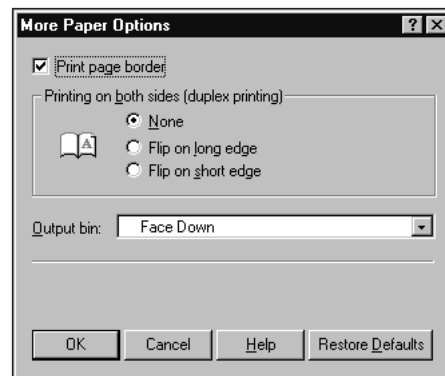 More Paper Options
Print page border
Printing on both sides (duplex printing)
A
None
Flip on long edge
Flip on short edge
Output bin: Face Down
OK Cancel Help Restore Defaults